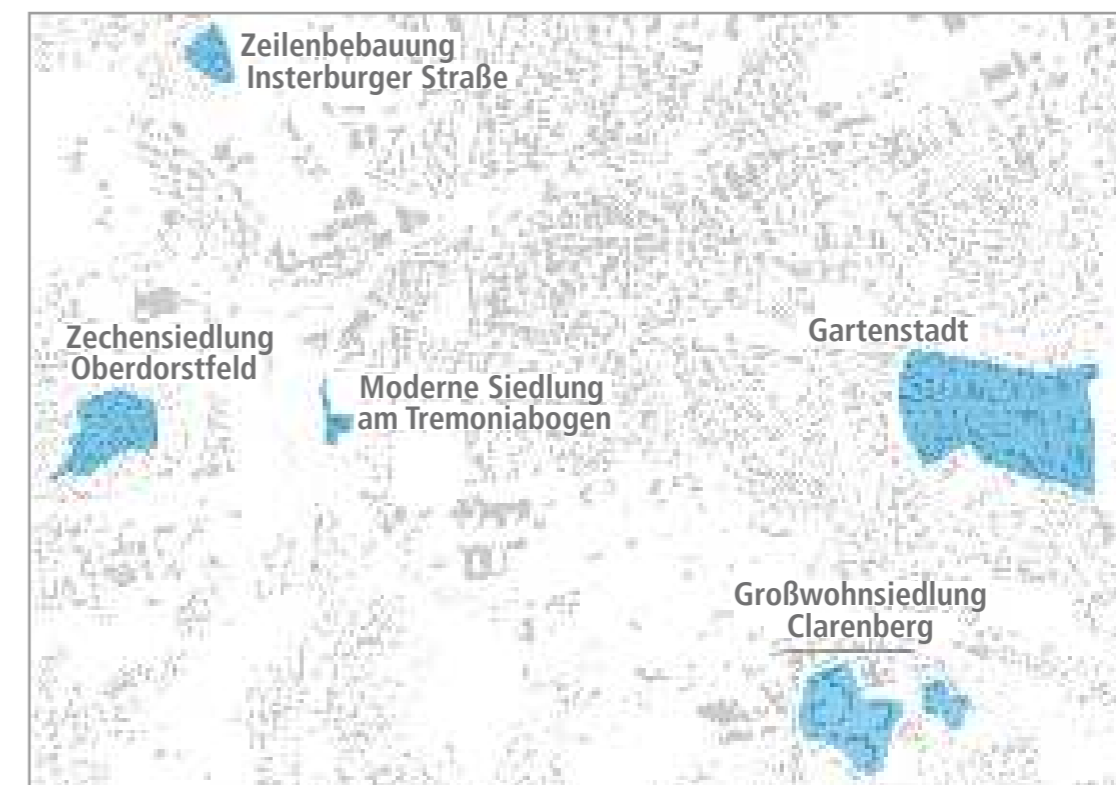 Zeilenbebauung
Insterburger Straße
Zechensiedlung
Oberdorstfeld
Moderne Siedlung
am Tremoniabogen
Gartenstadt
Großwohnsiedlung
Clarenberg